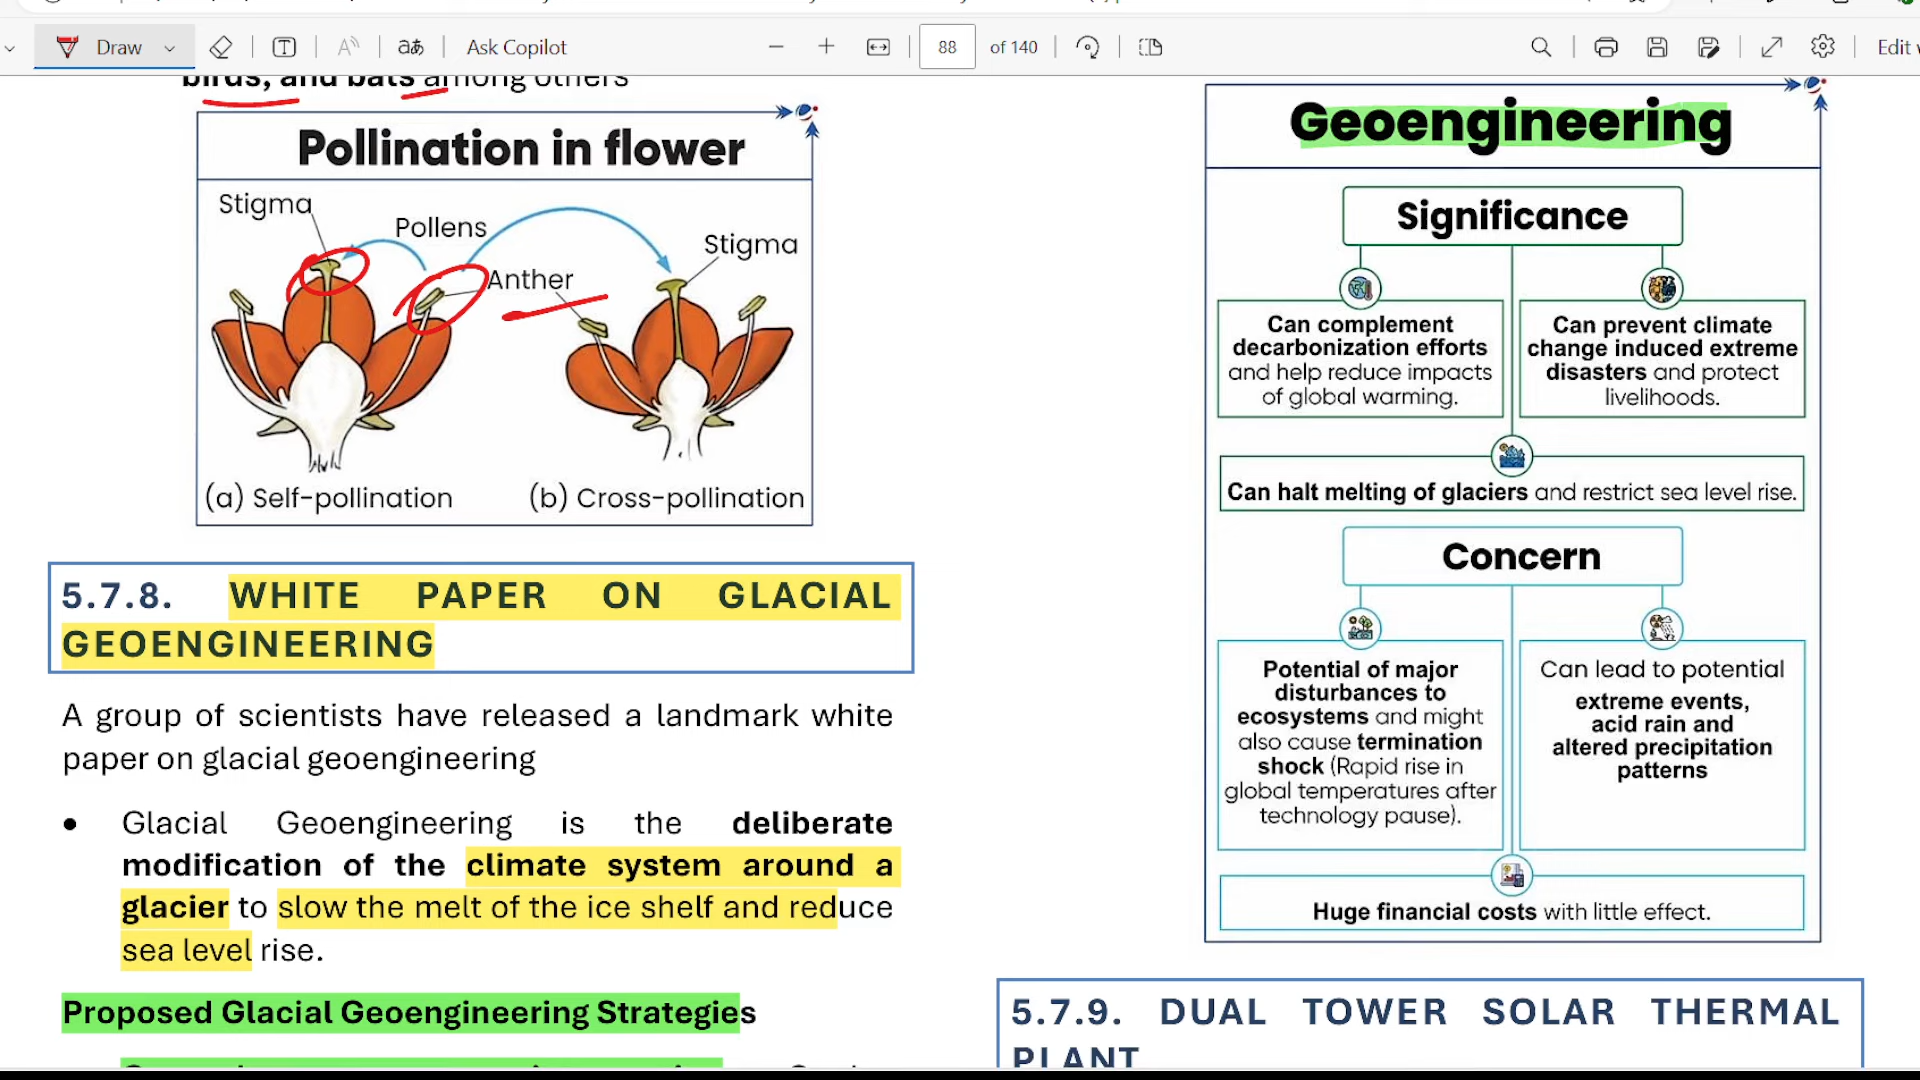 Draw
Ask Copilot
88 of 140
Edit
birds, and bats among others
Pollination in flower
Stigma
Pollens
Stigma
Anther
(a) Self-pollination (b) Cross-pollination
5.7.8. WHITE PAPER ON GLACIAL
GEOENGINEERING
A group of scientists have released a landmark white
paper on glacial geoengineering
• Glacial Geoengineering is the deliberate
modification of the climate system around a
glacier to slow the melt of the ice shelf and reduce
sea level rise.
Proposed Glacial Geoengineering Strategies
Geoengineering
Significance
Can complement
decarbonization efforts
and help reduce impacts
of global warming.
Can prevent climate
change induced extreme
disasters and protect
livelihoods.
Can halt melting of glaciers and restrict sea level rise.
Concern
Potential of major
disturbances to
ecosystems and might
also cause termination
shock (Rapid rise in
global temperatures after
technology pause).
Can lead to potential
extreme events,
acid rain and
altered precipitation
patterns
Huge financial costs with little effect.
5.7.9. DUAL TOWER SOLAR THERMAL
PLANT